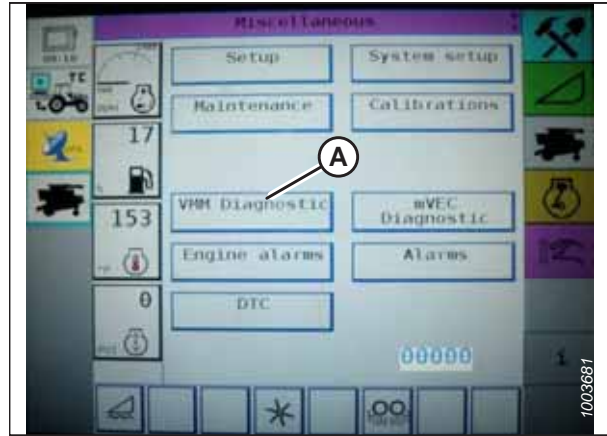 Miscellaneous
Setup
System setup
Maintenance
Calibrations
17
A
VMM Diagnostic
mVEC
Diagnostic
153
Engine alarms
Alarms
0
DTC
00000
1003681